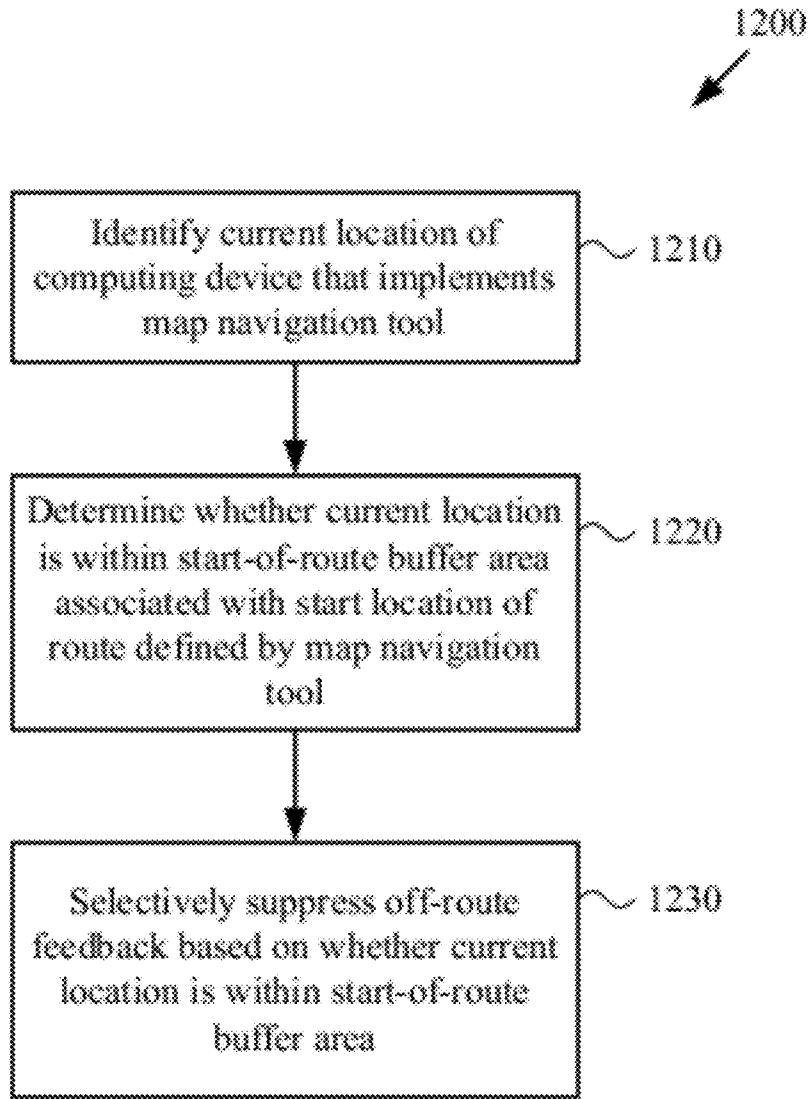 1200
Identify current location of
computing device that implements
map navigation tool
1210
Determine whether current location
is within start-of-route buffer area
associated with start location of
route defined by map navigation
tool
1220
Selectively suppress off-route
feedback based on whether current
location is within start-of-route
buffer area
1230